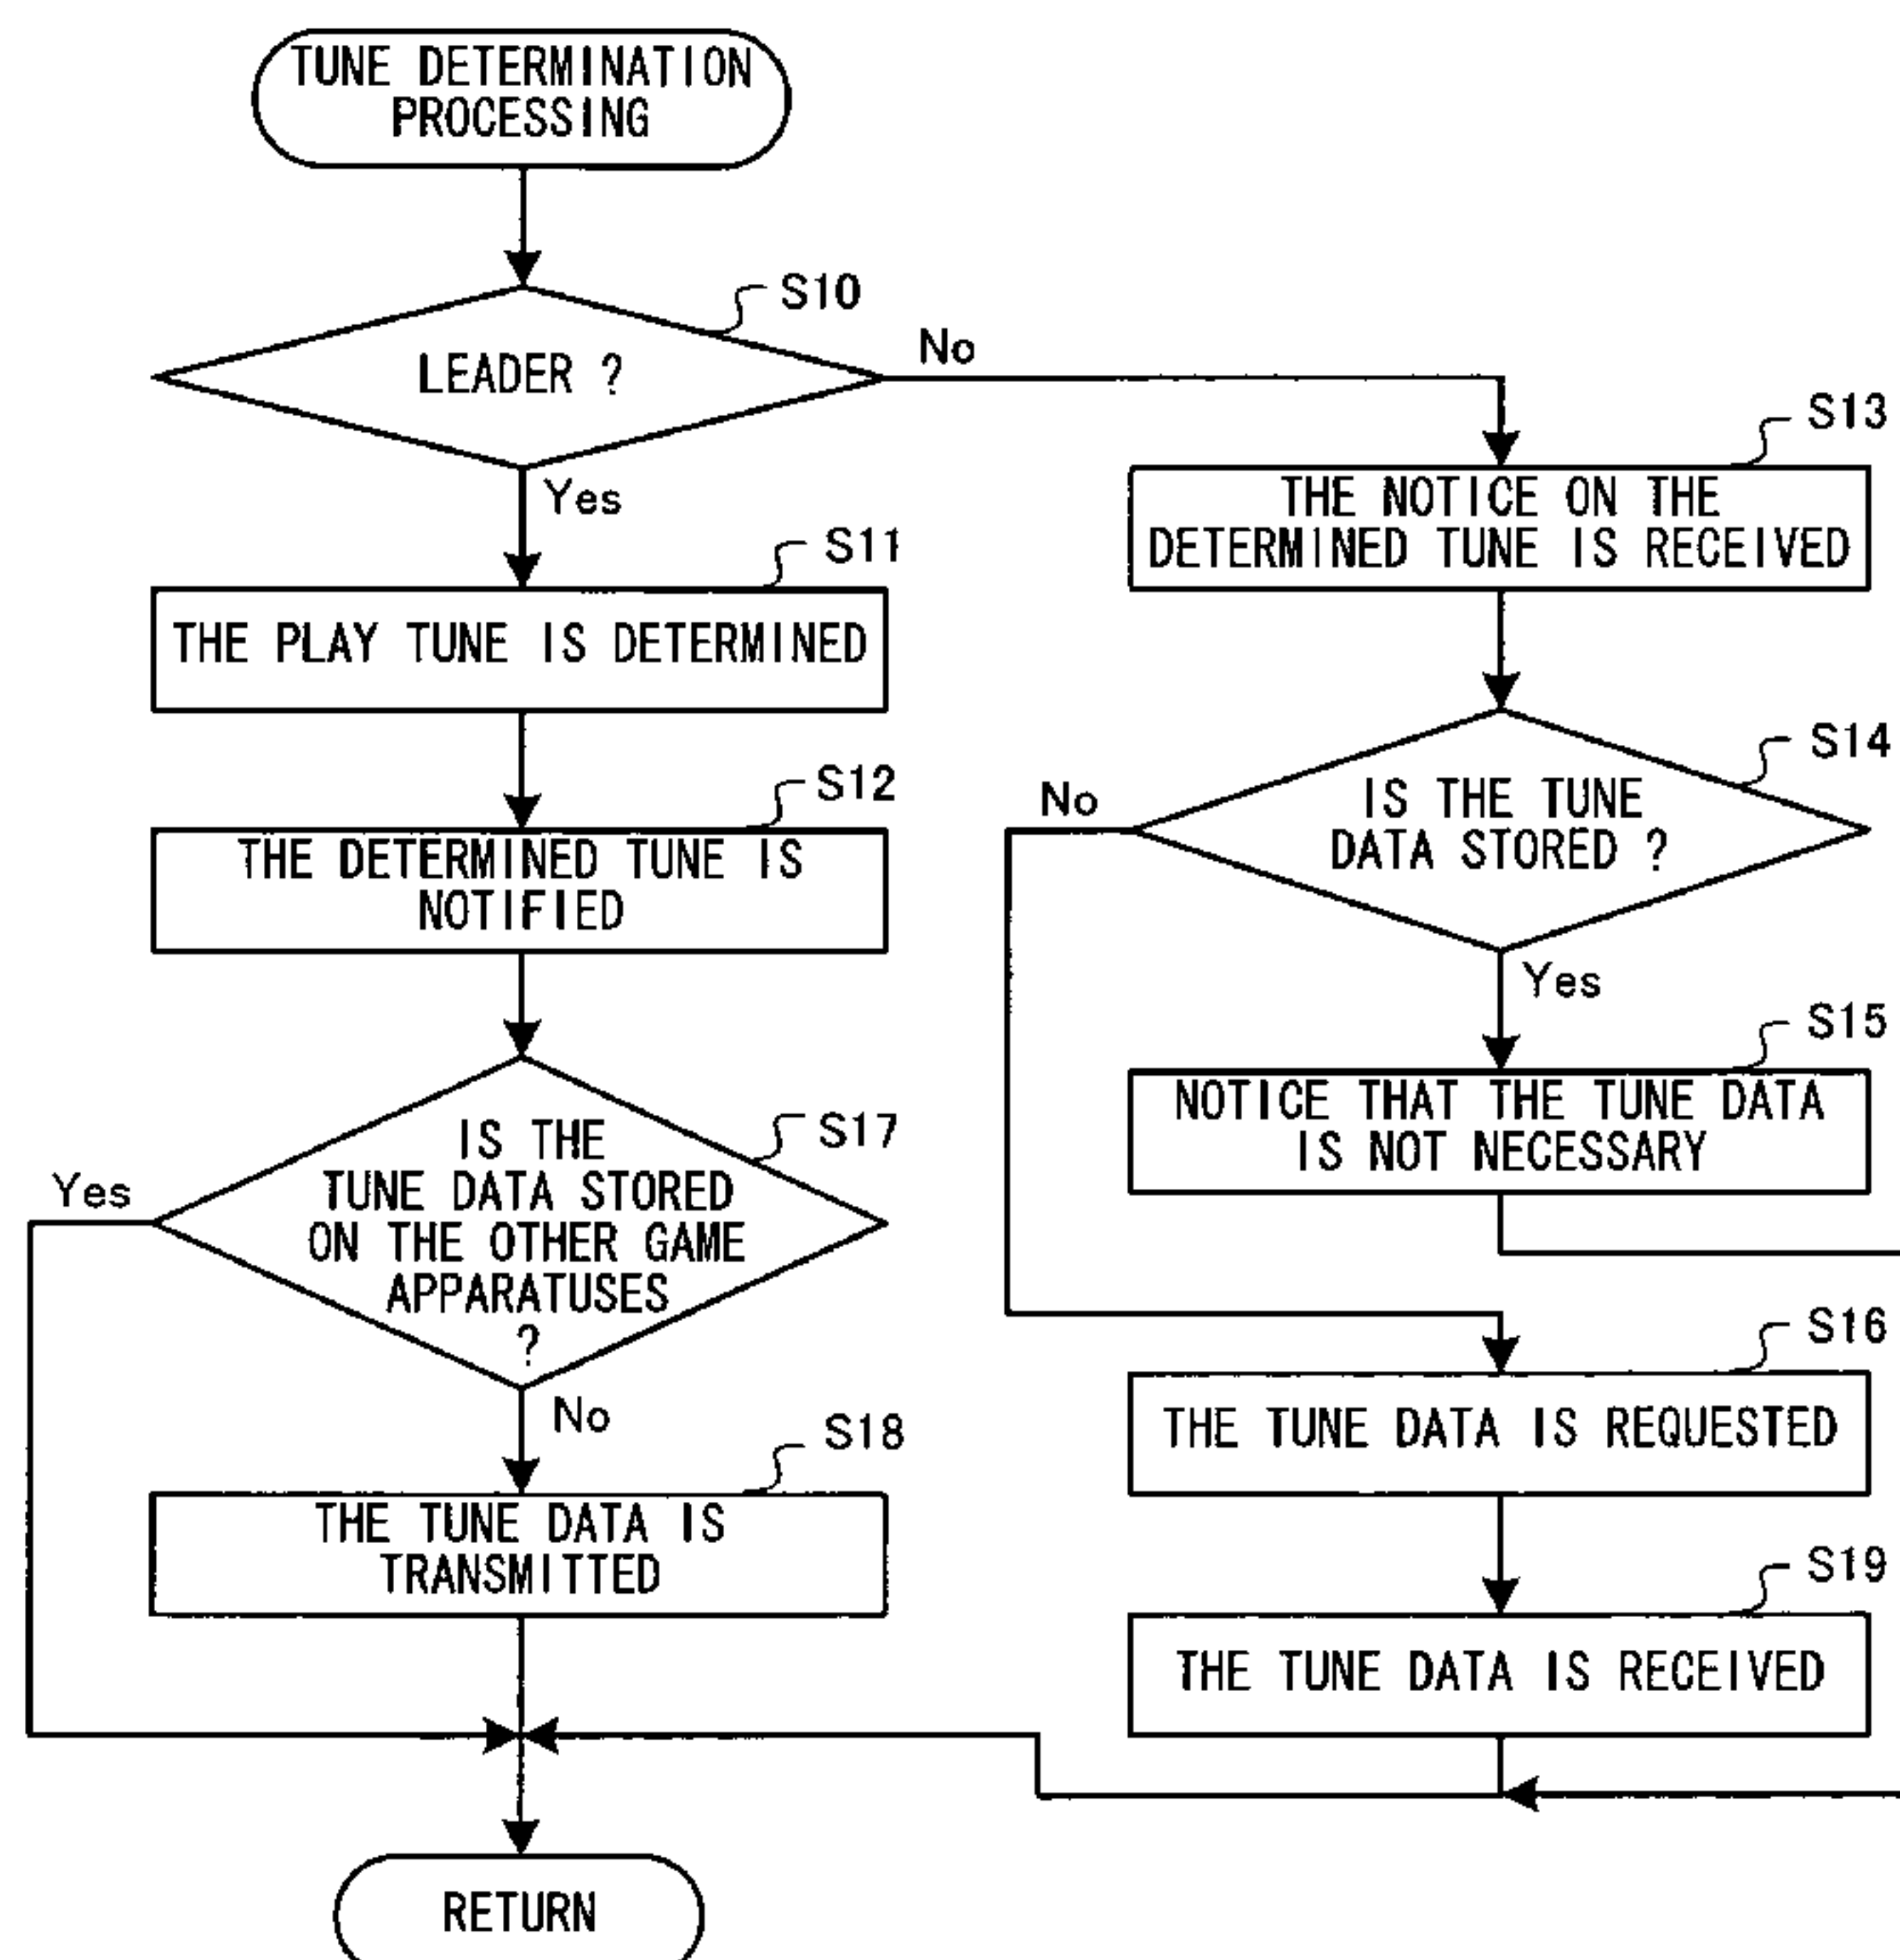 TUNE DETERMINATION
PROCESSING
S10
LEADER ?
No
Yes
S11
THE PLAY TUNE IS DETERMINED
S12
THE DETERMINED TUNE IS
NOTIFIED
S17
IS THE
TUNE DATA STORED
ON THE OTHER GAME
APPARATUSES
?
Yes
No
S18
THE TUNE DATA IS
TRANSMITTED
RETURN
S13
THE NOTICE ON THE
DETERMINED TUNE IS RECEIVED
S14
IS THE TUNE
DATA STORED ?
No
Yes
S15
NOTICE THAT THE TUNE DATA
IS NOT NECESSARY
S16
THE TUNE DATA IS REQUESTED
S19
THE TUNE DATA IS RECEIVED